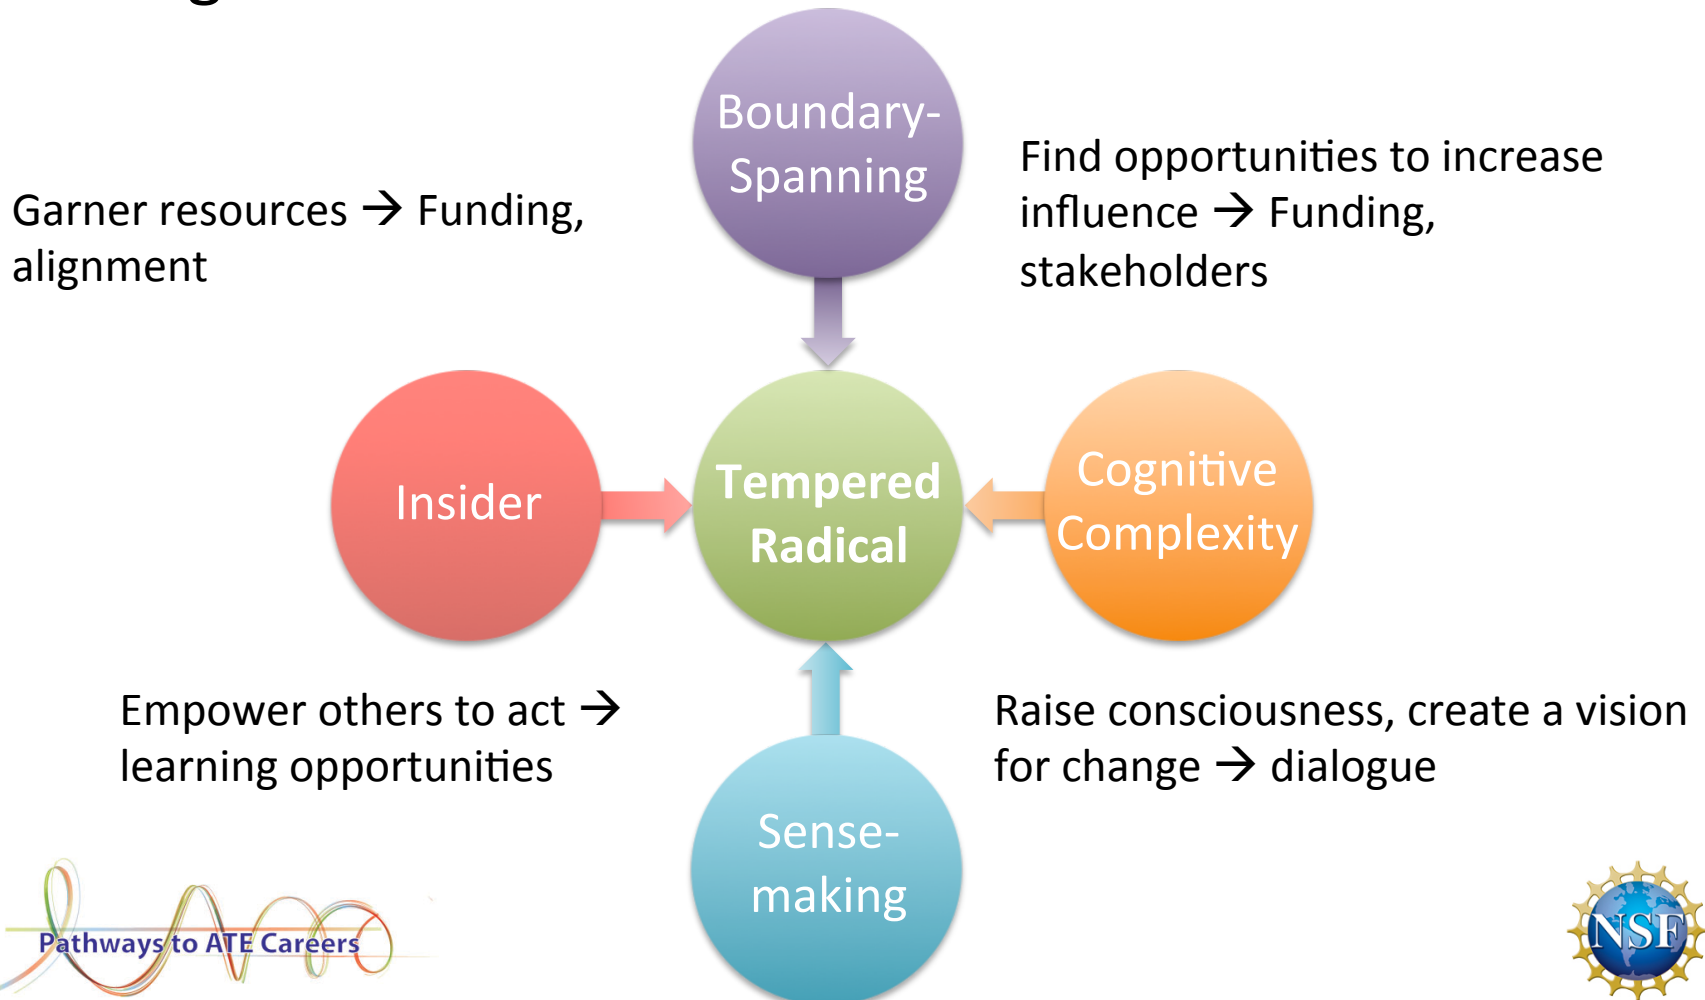 Boundary-
Spanning
Garner resources → Funding,
alignment
Find opportunities to increase
influence → Funding,
stakeholders
Insider
Tempered
Radical
Cognitive
Complexity
Empower others to act →
learning opportunities
Raise consciousness, create a vision
for change → dialogue
Sense-
making
Pathways to ATE Careers
NSF